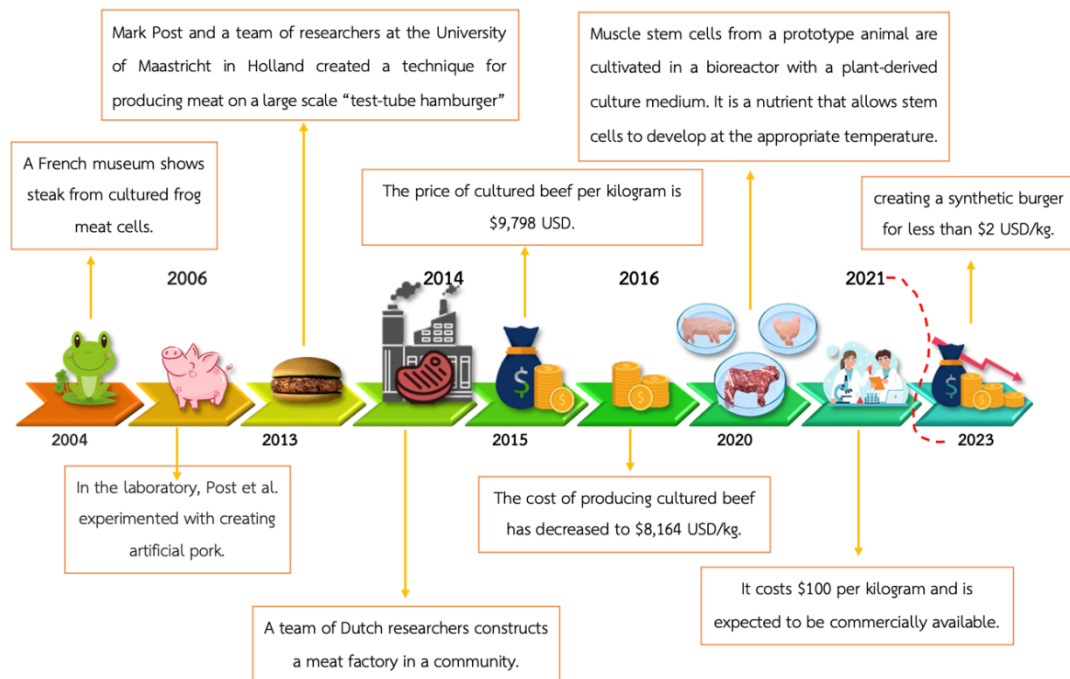 Mark Post and a team of researchers at the University
of Maastricht in Holland created a technique for
producing meat on a large scale “test-tube hamburger”
Muscle stem cells from a prototype animal are
cultivated in a bioreactor with a plant-derived
culture medium. It is a nutrient that allows stem
cells to develop at the appropriate temperature.
A French museum shows
steak from cultured frog
meat cells.
The price of cultured beef per kilogram is
$9,798 USD.
creating a synthetic burger
for less than $2 USD/kg.
2006
2014
2016
2021
2004
2013
2015
2020
2023
In the laboratory, Post et al.
experimented with creating
artificial pork.
The cost of producing cultured beef
has decreased to $8,164 USD/kg.
It costs $100 per kilogram and is
expected to be commercially available.
A team of Dutch researchers constructs
a meat factory in a community.